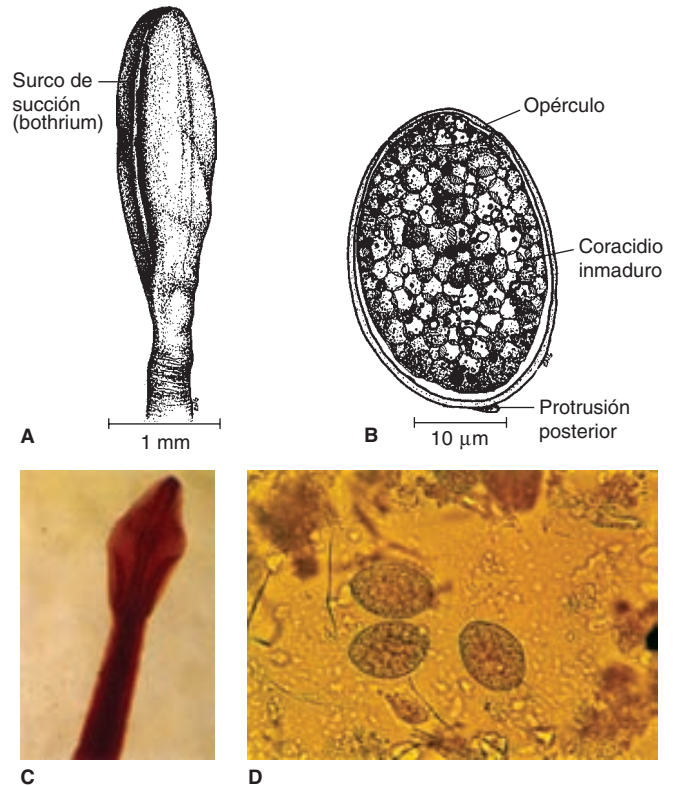 Surco de
succión
(bothrium)
Opérculo
Coracidio
inmaduro
Protrusión
posterior
A
1 mm
B
10 μm
C
D